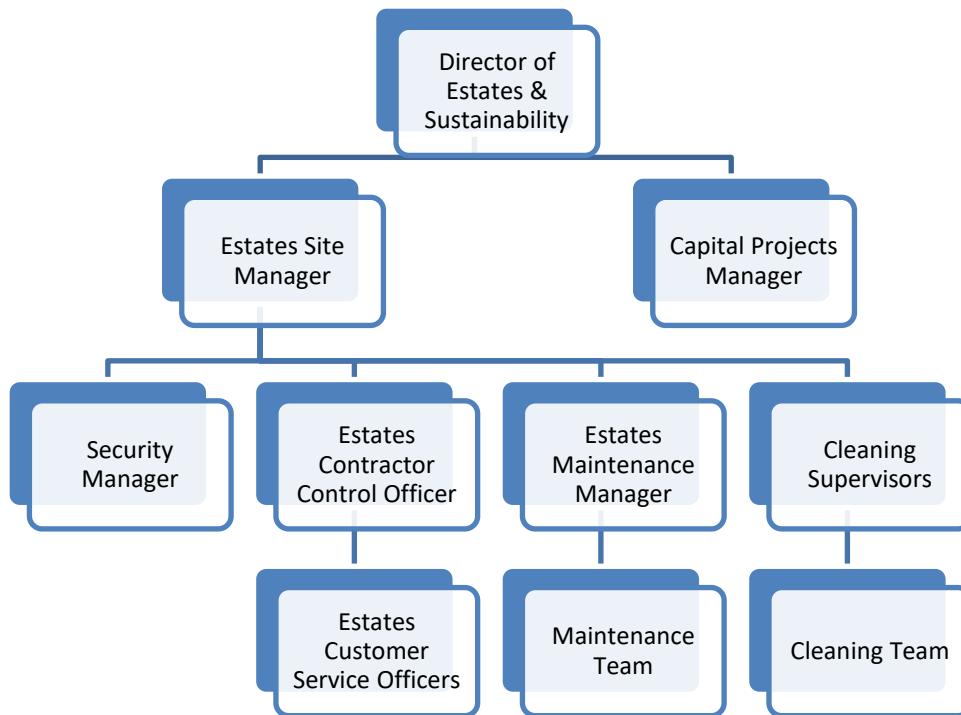 Director of
Estates &
Sustainability
Estates Site
Manager
Capital Projects
Manager
Security
Manager
Estates
Contractor
Control Officer
Estates
Maintenance
Manager
Cleaning
Supervisors
Estates
Customer
Service Officers
Maintenance
Team
Cleaning Team